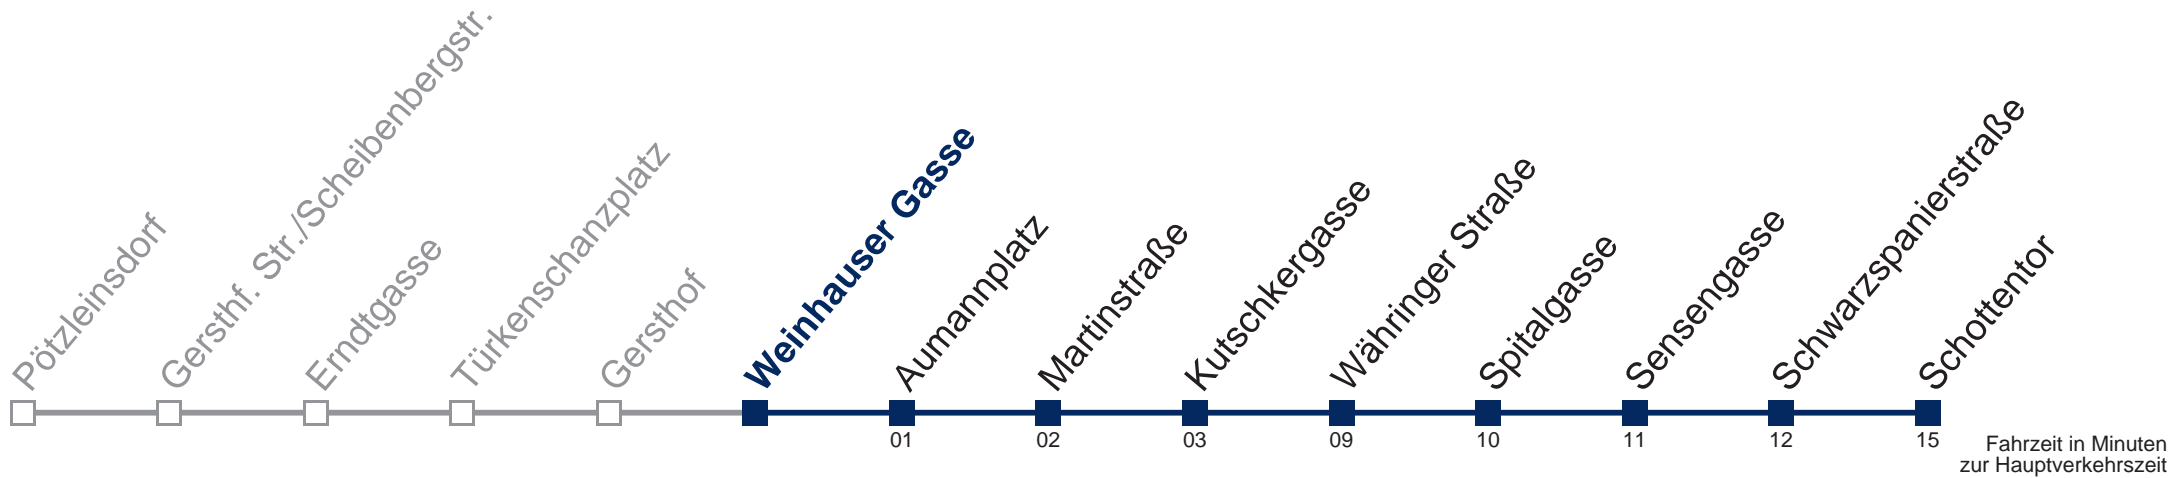 Pötzleinsdorf
Gersthf. Str./Scheibenbergstr.
Erndtgasse
Türkenschanzplatz
Gersthof
Weinhauser Gasse
Aumannplatz
Martinstraße
Kutschkergasse
Währinger Straße
Spitalgasse
Sensengasse
Schwarzspanierstraße
Schottentor
01
02
03
09
10
11
12
15
Fahrzeit in Minuten
zur Hauptverkehrszeit